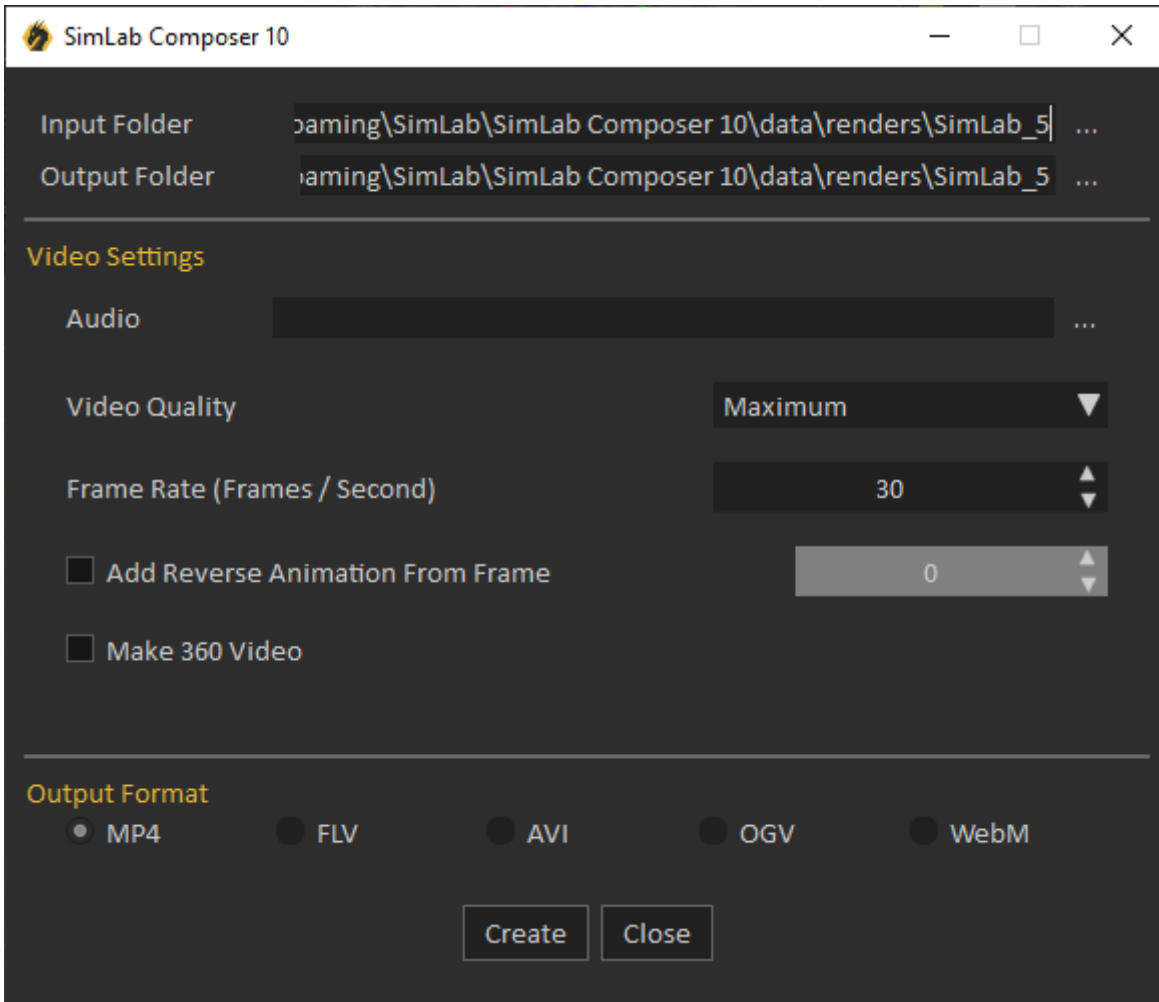 SimLab Composer 10
Input Folder oaming\SimLab\SimLab Composer 10\data\renders\SimLab_5 ...
Output Folder aming\SimLab\SimLab Composer 10\data\renders\SimLab_5 ...
Video Settings
Audio ...
Video Quality Maximum
Frame Rate (Frames / Second) 30
Add Reverse Animation From Frame 0
Make 360 Video
Output Format
MP4 FLV AVI OGV WebM
Create Close